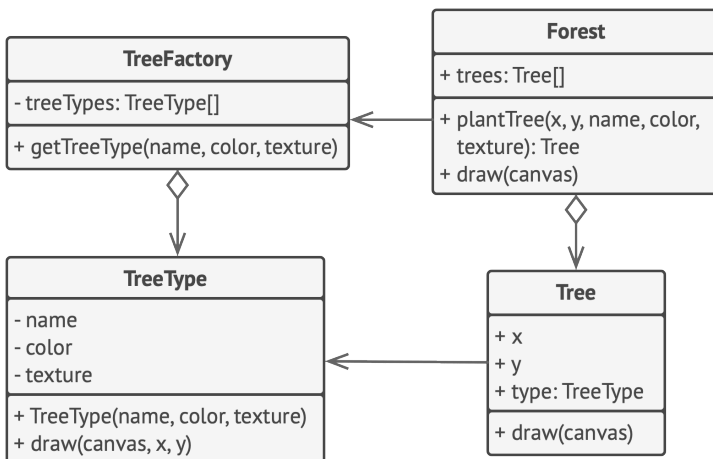 TreeFactory
- treeTypes: TreeType[]
+ getTreeType(name, color, texture)
Forest
+ trees: Tree[]
+ plantTree(x, y, name, color,
texture): Tree
+ draw(canvas)
TreeType
- name
- color
- texture
+ TreeType(name, color, texture)
+ draw(canvas, x, y)
Tree
+ x
+ y
+ type: TreeType
+ draw(canvas)